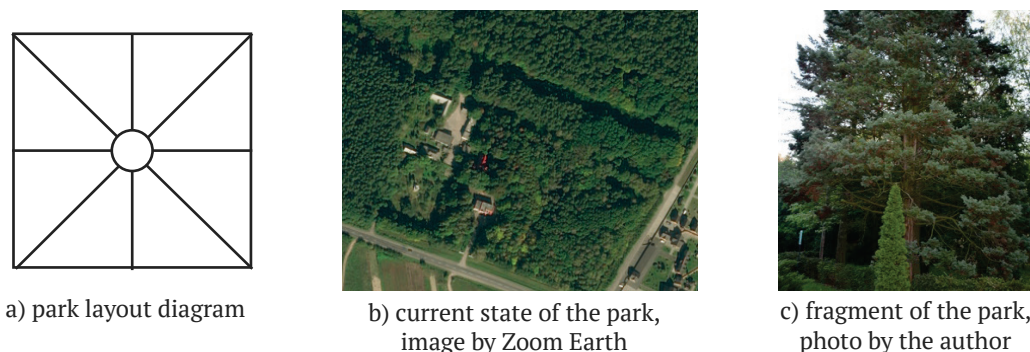 a) park layout diagram
b) current state of the park,
image by Zoom Earth
c) fragment of the park,
photo by the author